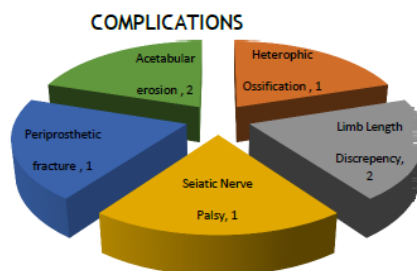 COMPLICATIONS
Acetabular
erosion , 2
Heterophic
Ossification , 1
Periprosthetic
fracture , 1
Limb Length
Discrepency,
2
Seiatic Nerve
Palsy, 1